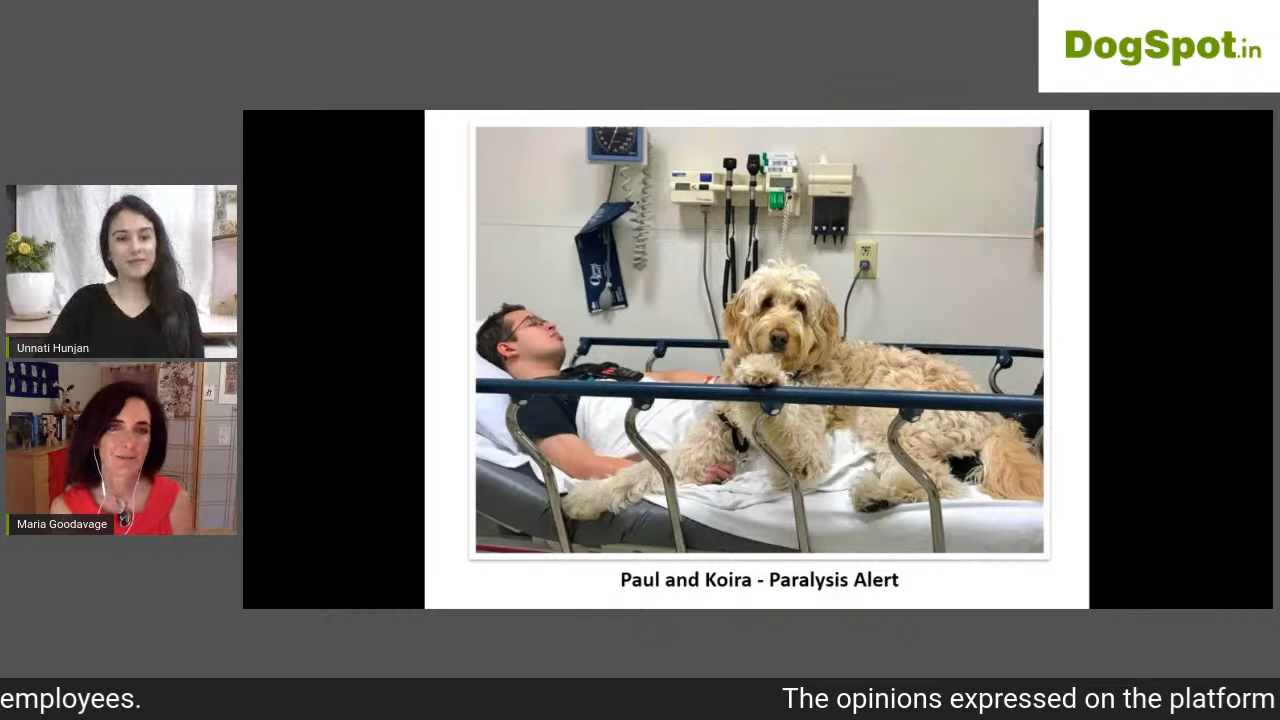 DogSpot.in
Unnati Hunjan
Maria Goodavage
Paul and Koira - Paralysis Alert
employees.
The opinions expressed on the platform